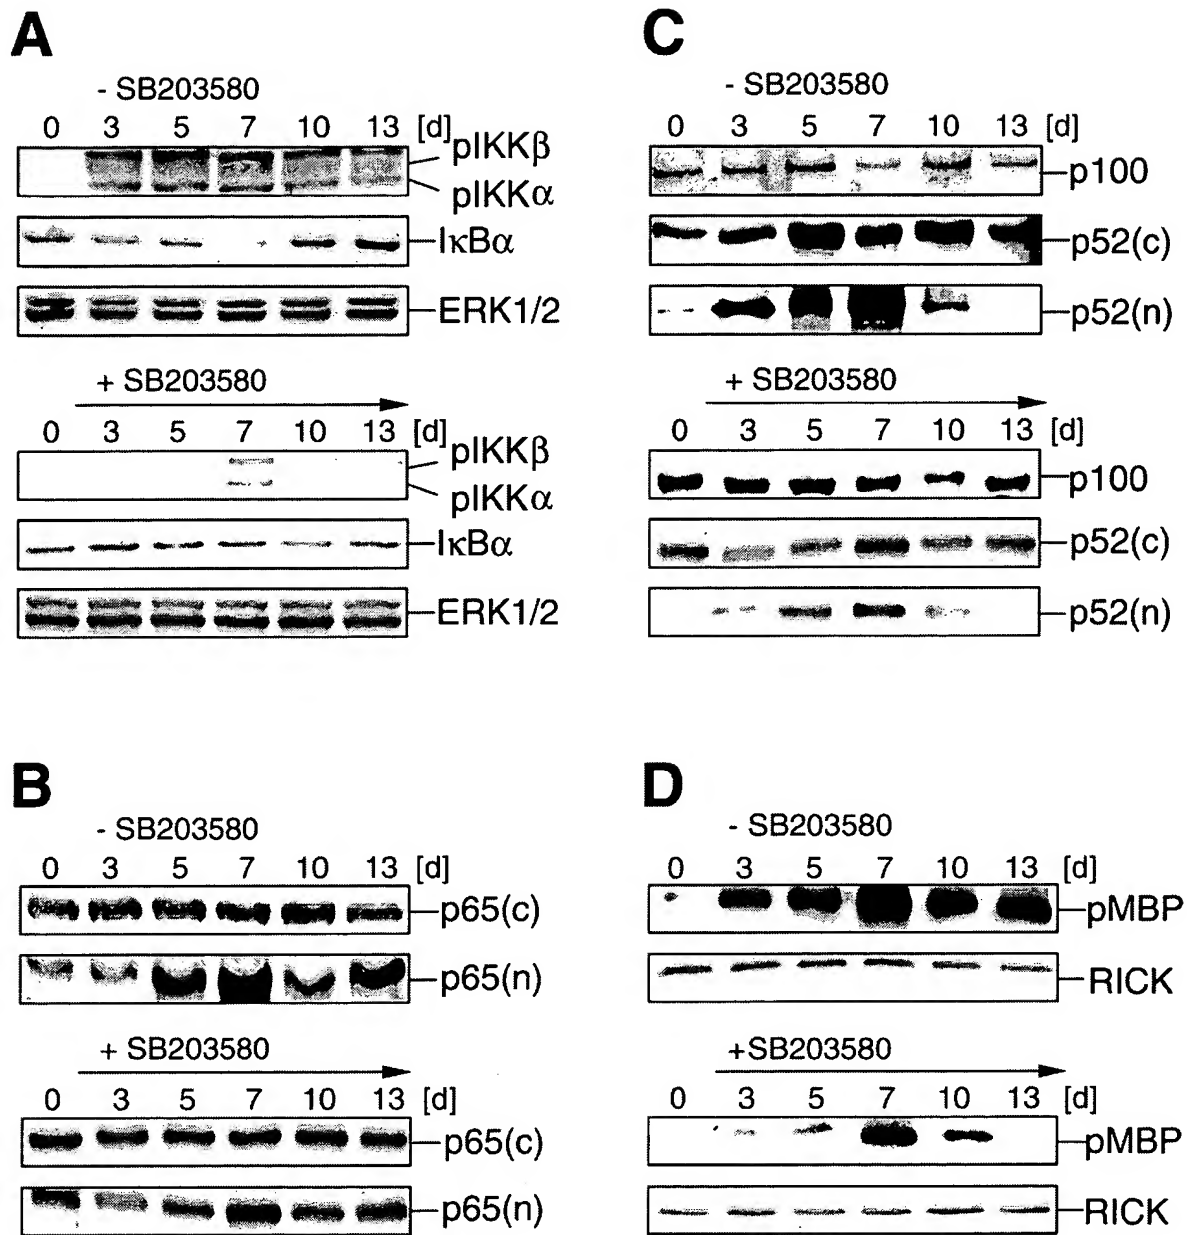 A
- SB203580
0 3 5 7 10 13 [d]
pIKKβ
pIKKα
IκBα
ERK1/2
+ SB203580
0 3 5 7 10 13 [d]
pIKKβ
pIKKα
IκBα
ERK1/2
C
- SB203580
0 3 5 7 10 13 [d]
p100
p52(c)
p52(n)
+ SB203580
0 3 5 7 10 13 [d]
p100
p52(c)
p52(n)
B
- SB203580
0 3 5 7 10 13 [d]
p65(c)
p65(n)
+ SB203580
0 3 5 7 10 13 [d]
p65(c)
p65(n)
D
- SB203580
0 3 5 7 10 13 [d]
pMBP
RICK
+SB203580
0 3 5 7 10 13 [d]
pMBP
RICK